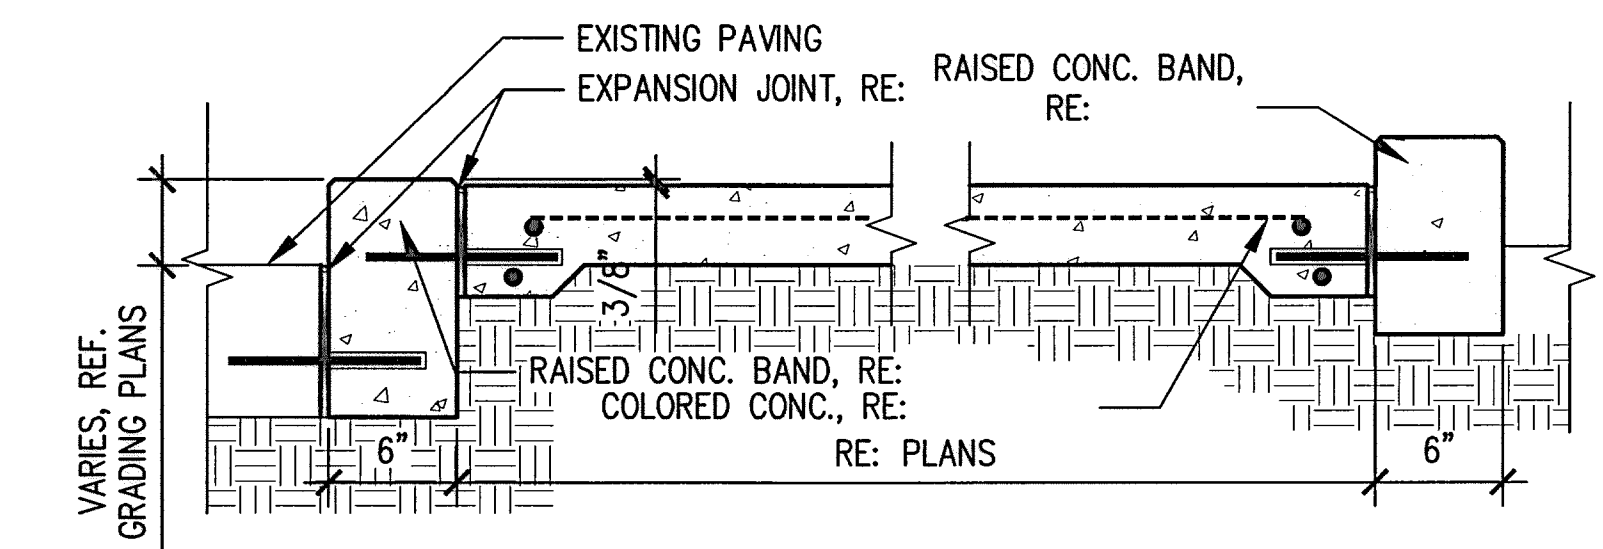 EXISTING PAVING
EXPANSION JOINT, RE:
RAISED CONC. BAND,
RE:
3/8"
VARIES, REF.
GRADING PLANS
RAISED CONC. BAND, RE:
COLORED CONC., RE:
6"
RE: PLANS
6"